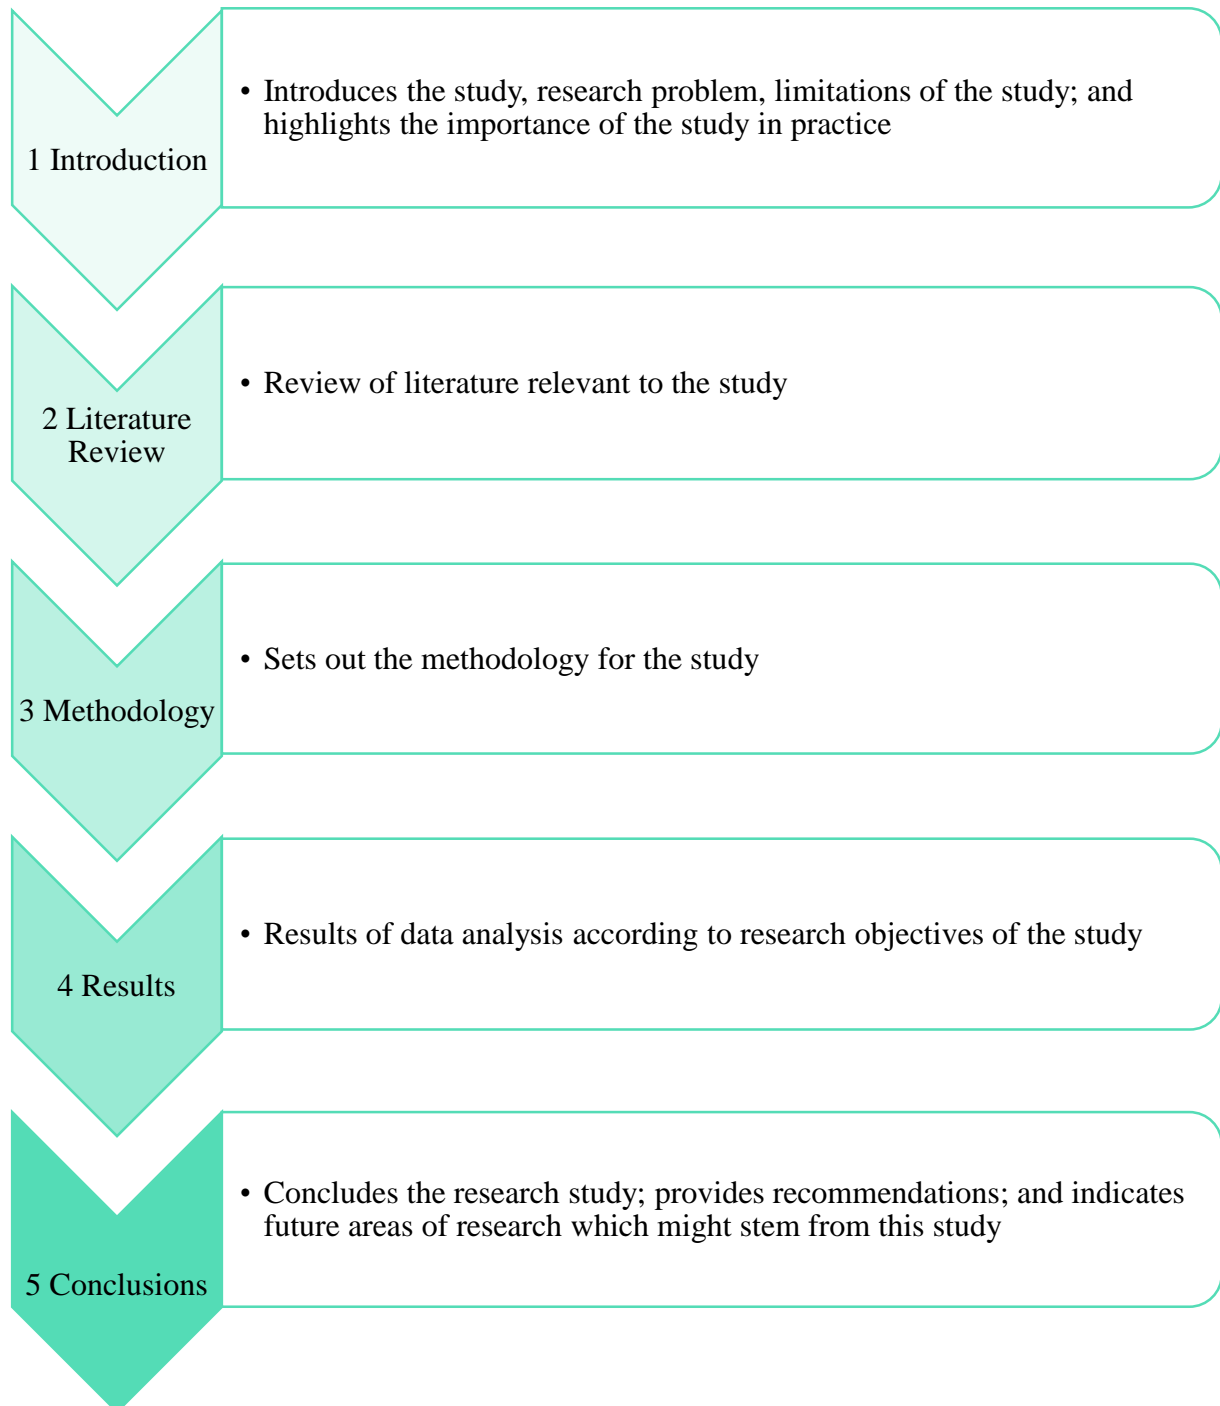 1 Introduction
• Introduces the study, research problem, limitations of the study; and
highlights the importance of the study in practice
2 Literature
Review
• Review of literature relevant to the study
3 Methodology
• Sets out the methodology for the study
4 Results
• Results of data analysis according to research objectives of the study
5 Conclusions
• Concludes the research study; provides recommendations; and indicates
future areas of research which might stem from this study